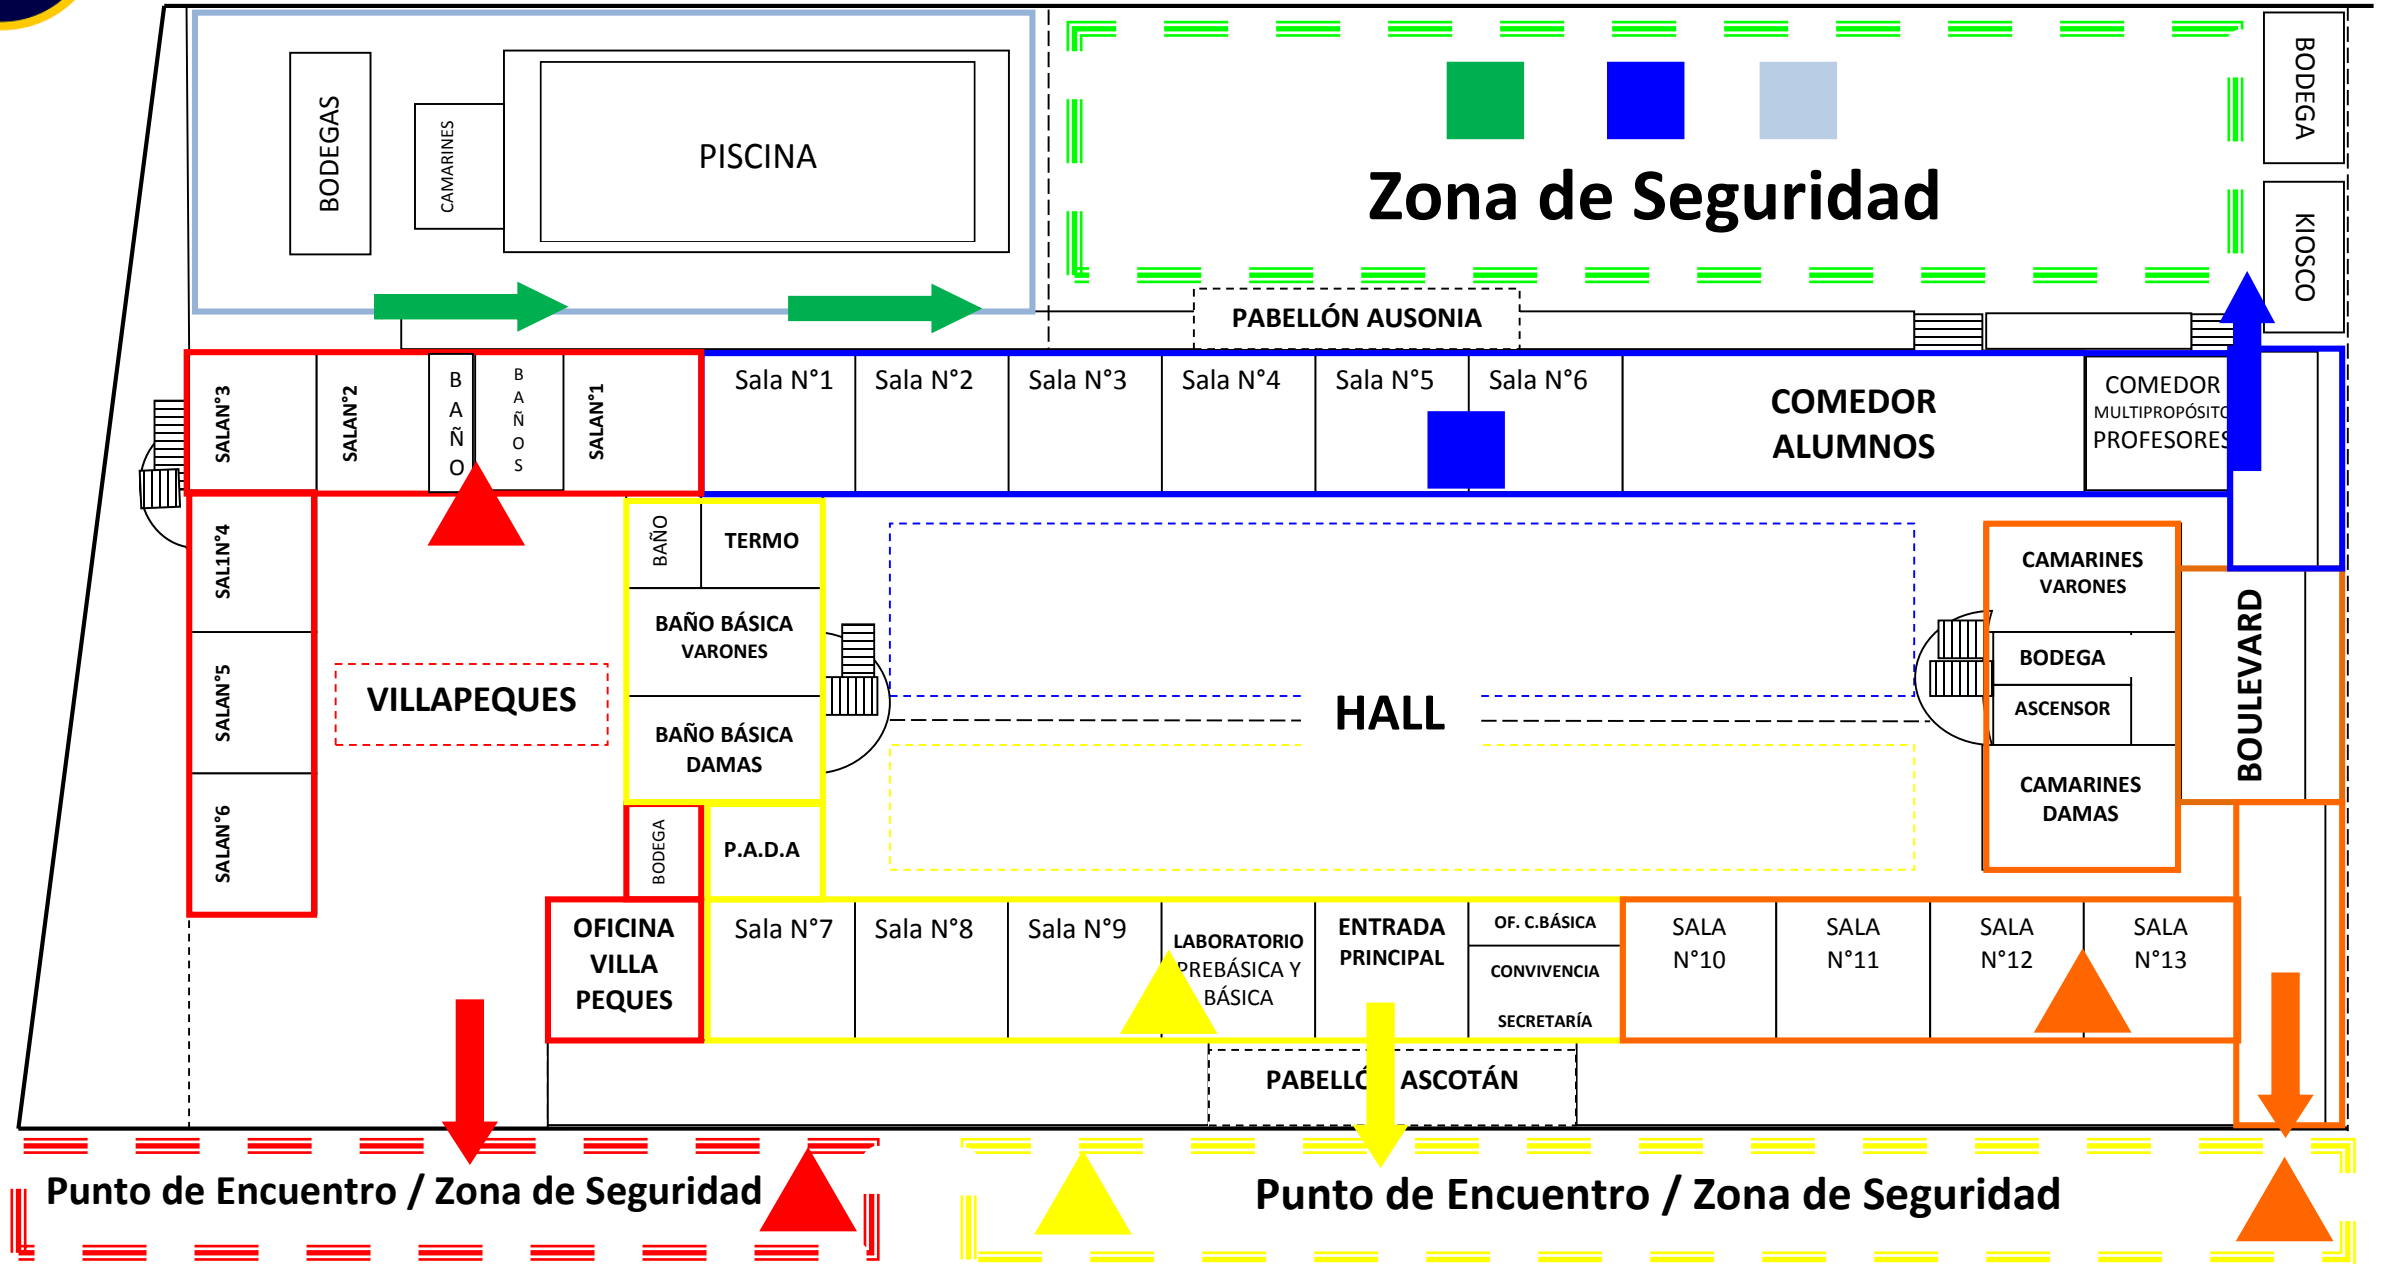 BODEGAS
CAMARINES
PISCINA
Zona de Seguridad
BODEGA
KIOSCO
PABELLÓN AUSONIA
SALAN°3
SALAN°2
BAÑO
BAÑOS
SALAN°1
Sala N°1
Sala N°2
Sala N°3
Sala N°4
Sala N°5
Sala N°6
COMEDOR
ALUMNOS
COMEDOR
MULTIPROPÓSITO
PROFESORES
SAL1N°4
SALAN°5
SALAN°6
VILLAPEQUES
BAÑO
TERMO
BAÑO BÁSICA
VARONES
BAÑO BÁSICA
DAMAS
BODEGA
P.A.D.A
HALL
CAMARINES
VARONES
BODEGA
ASCENSOR
CAMARINES
DAMAS
BOULEVARD
OFICINA
VILLA
PEQUES
Sala N°7
Sala N°8
Sala N°9
LABORATORIO
PREBÁSICA Y
BÁSICA
ENTRADA
PRINCIPAL
OF. C.BÁSICA
CONVIVENCIA
SECRETARÍA
SALA
N°10
SALA
N°11
SALA
N°12
SALA
N°13
PABELLÓN ASCOTÁN
Punto de Encuentro / Zona de Seguridad
Punto de Encuentro / Zona de Seguridad